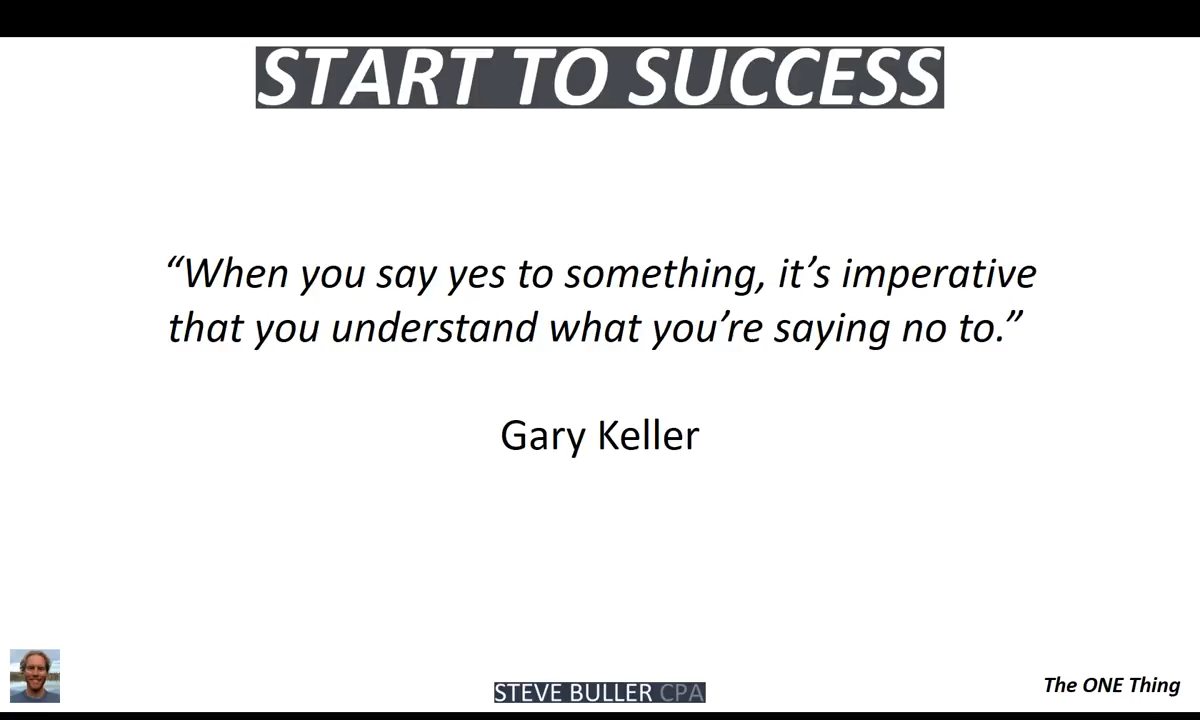 START TO SUCCESS
“When you say yes to something, it’s imperative
that you understand what you’re saying no to.”
Gary Keller
STEVE BULLER CPA
The ONE Thing